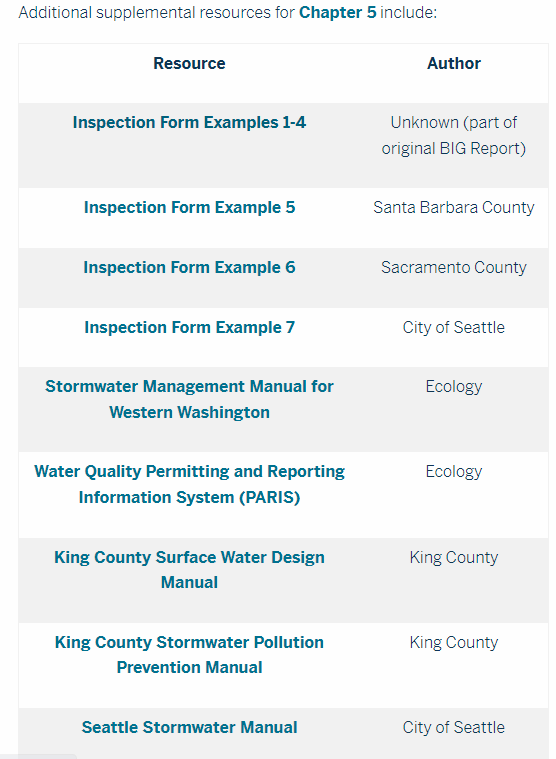 Additional supplemental resources for Chapter 5 include:
Resource Author
Inspection Form Examples 1-4 Unknown (part of
original BIG Report)
Inspection Form Example 5 Santa Barbara County
Inspection Form Example 6 Sacramento County
Inspection Form Example 7 City of Seattle
Stormwater Management Manual for Ecology
Western Washington
Water Quality Permitting and Reporting Ecology
Information System (PARIS)
King County Surface Water Design King County
Manual
King County Stormwater Pollution King County
Prevention Manual
Seattle Stormwater Manual City of Seattle